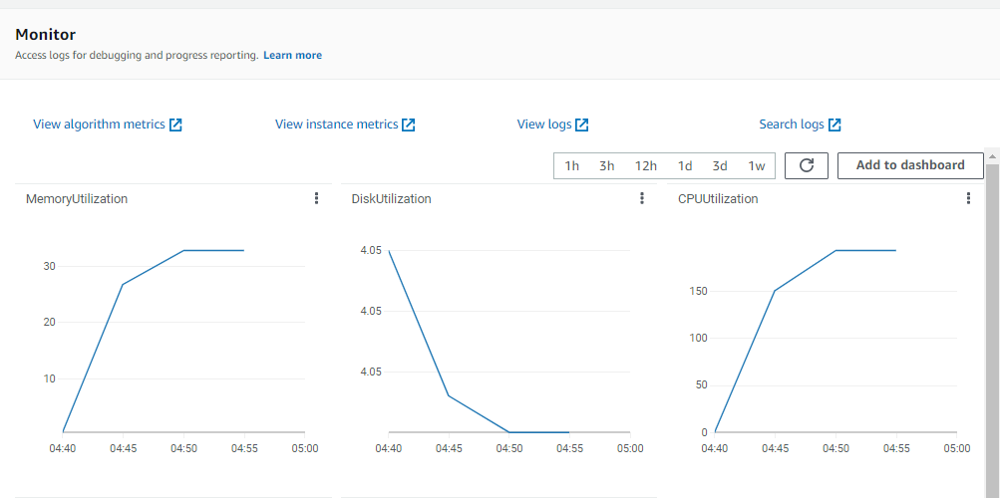 Monitor
Access logs for debugging and progress reporting. Learn more
View algorithm metrics
View instance metrics
View logs
Search logs
1h 3h 12h 1d 3d 1w
Add to dashboard
MemoryUtilization
30
20
10
04:40 04:45 04:50 04:55 05:00
DiskUtilization
4.05
4.05
4.05
04:40 04:45 04:50 04:55 05:00
CPUUtilization
150
100
50
0
04:40 04:45 04:50 04:55 05:00